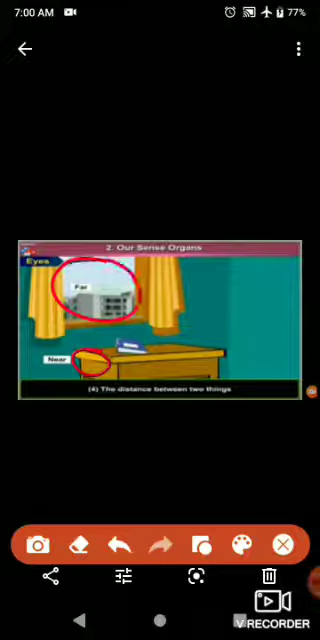 7:00 AM
77%
2. Our Sense Organs
Eyes
Far
Near
(4) The distance between two things
V RECORDER